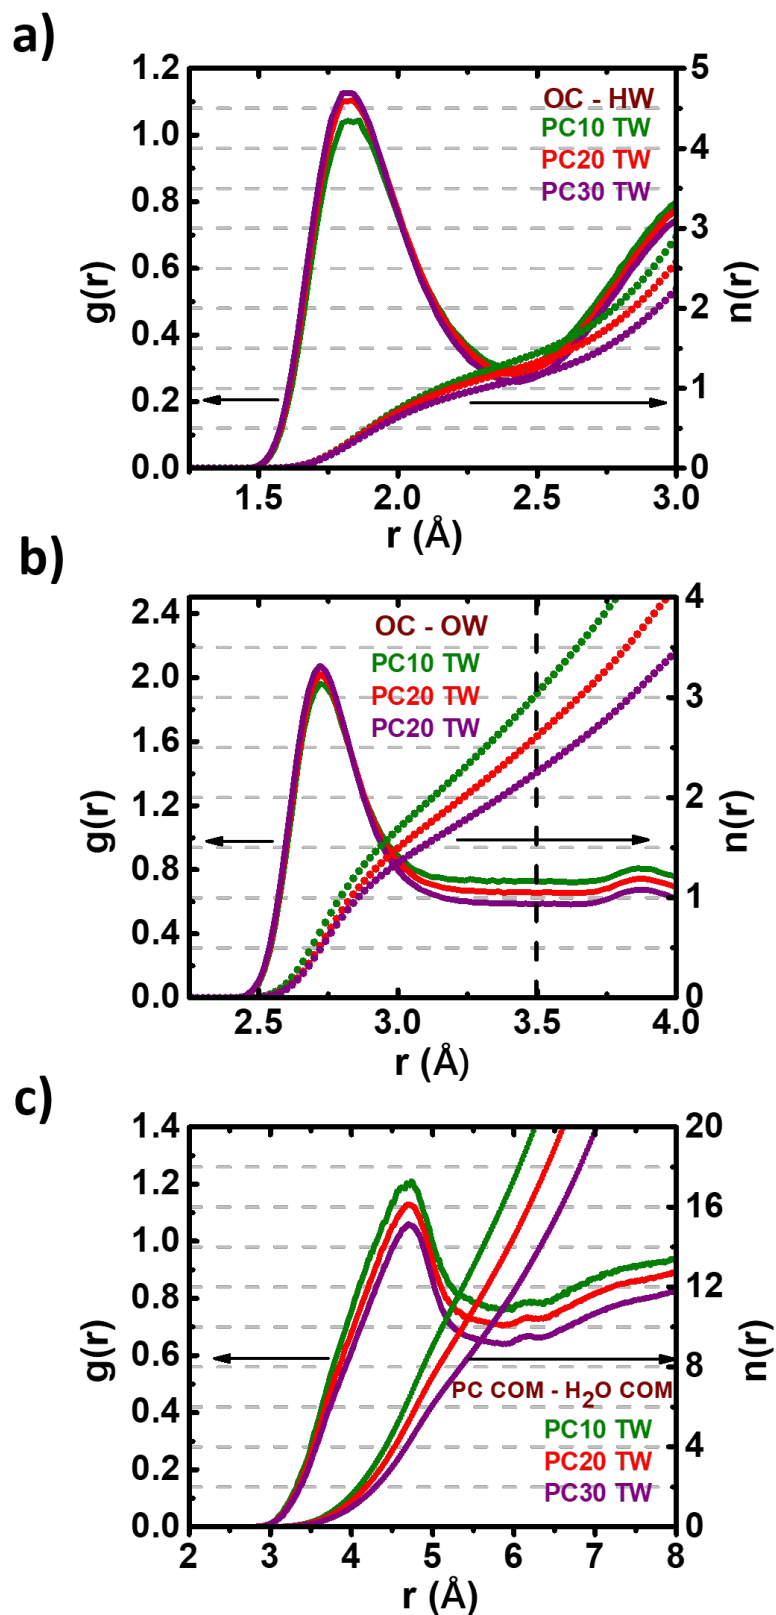 a)
1.2
1.0
0.8
0.6
0.4
0.2
0.0
g(r)
OC - HW
PC10 TW
PC20 TW
PC30 TW
5
4
3
2
1
0
n(r)
1.5 2.0 2.5 3.0
r (Å)
b)
2.4
2.0
1.6
1.2
0.8
0.4
0.0
g(r)
OC - OW
PC10 TW
PC20 TW
PC20 TW
4
3
2
1
0
n(r)
2.5 3.0 3.5 4.0
r (Å)
c)
1.4
1.2
1.0
0.8
0.6
0.4
0.2
0.0
g(r)
PC COM - H₂O COM
PC10 TW
PC20 TW
PC30 TW
20
16
12
8
4
0
n(r)
2 3 4 5 6 7 8
r (Å)